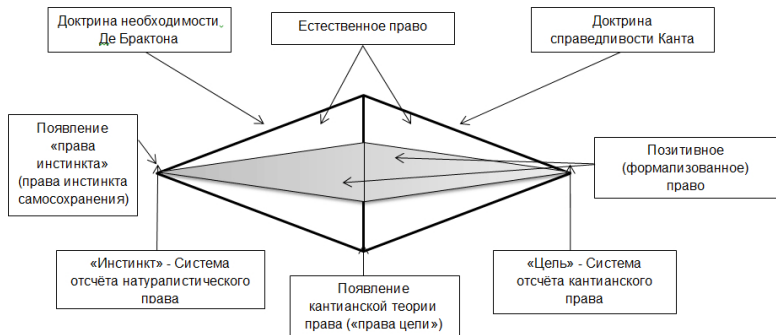 Доктрина необходимости
Де Брактона
Естественное право
Доктрина
справедливости Канта
Появление
«права
инстинкта»
(права инстинкта
самосохранения)
Позитивное
(формализованное)
право
«Инстинкт» - Система
отсчёта натуралистического
права
Появление
кантианской теории
права («права цели»)
«Цель» - Система
отсчёта кантианского
права